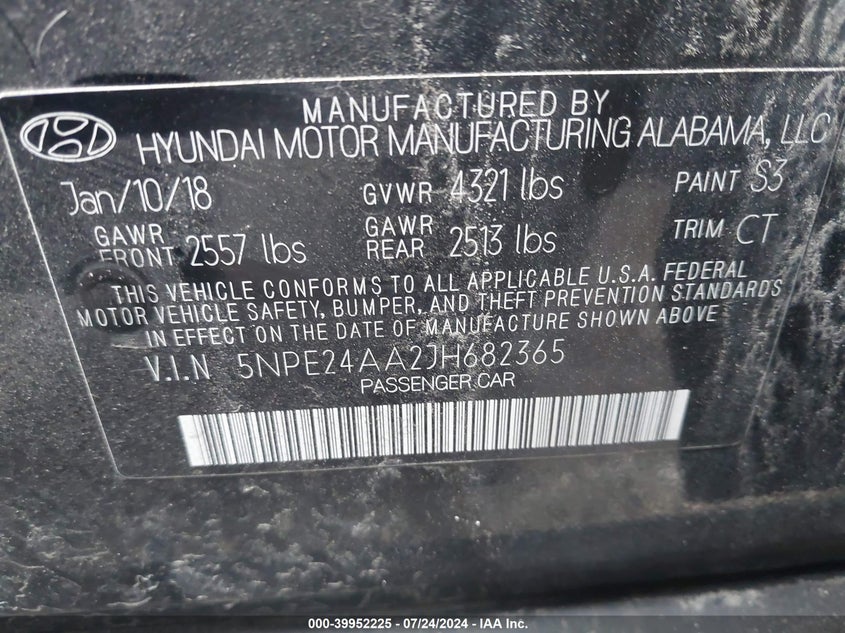 MANUFACTURED BY
HYUNDAI MOTOR MANUFACTURING ALABAMA, LLC
Jan/10/18 GVWR 4321 lbs PAINT S3
GAWR FRONT 2557 lbs GAWR REAR 2513 lbs TRIM CT
THIS VEHICLE CONFORMS TO ALL APPLICABLE U.S.A. FEDERAL
MOTOR VEHICLE SAFETY, BUMPER, AND THEFT PREVENTION STANDARDS
IN EFFECT ON THE DATE OF MANUFACTURE SHOWN ABOVE
V.I.N 5NPE24AA2JH682365
PASSENGER CAR
000-39952225 - 07/24/2024 - IAA Inc.